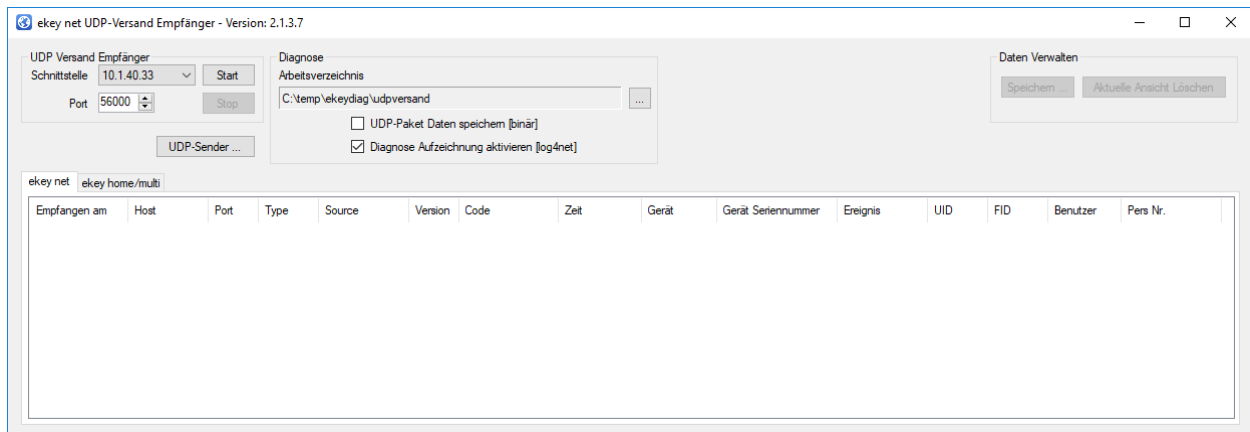 ekey net UDP-Versand Empfänger - Version: 2.1.3.7
UDP Versand Empfänger
Schnittstelle 10.1.40.33 Start
Port 56000 Stop
UDP-Sender ...
Diagnose
Arbeitsverzeichnis
C:\temp\ekeydiag\udpversand ...
UDP-Paket Daten speichern [binär]
Diagnose Aufzeichnung aktivieren [log4net]
Daten Verwalten
Speichern ... Aktuelle Ansicht Löschen
ekey net ekey home/multi
Empfangen am Host Port Type Source Version Code Zeit Gerät Gerät Seriennummer Ereignis UID FID Benutzer Pers Nr.